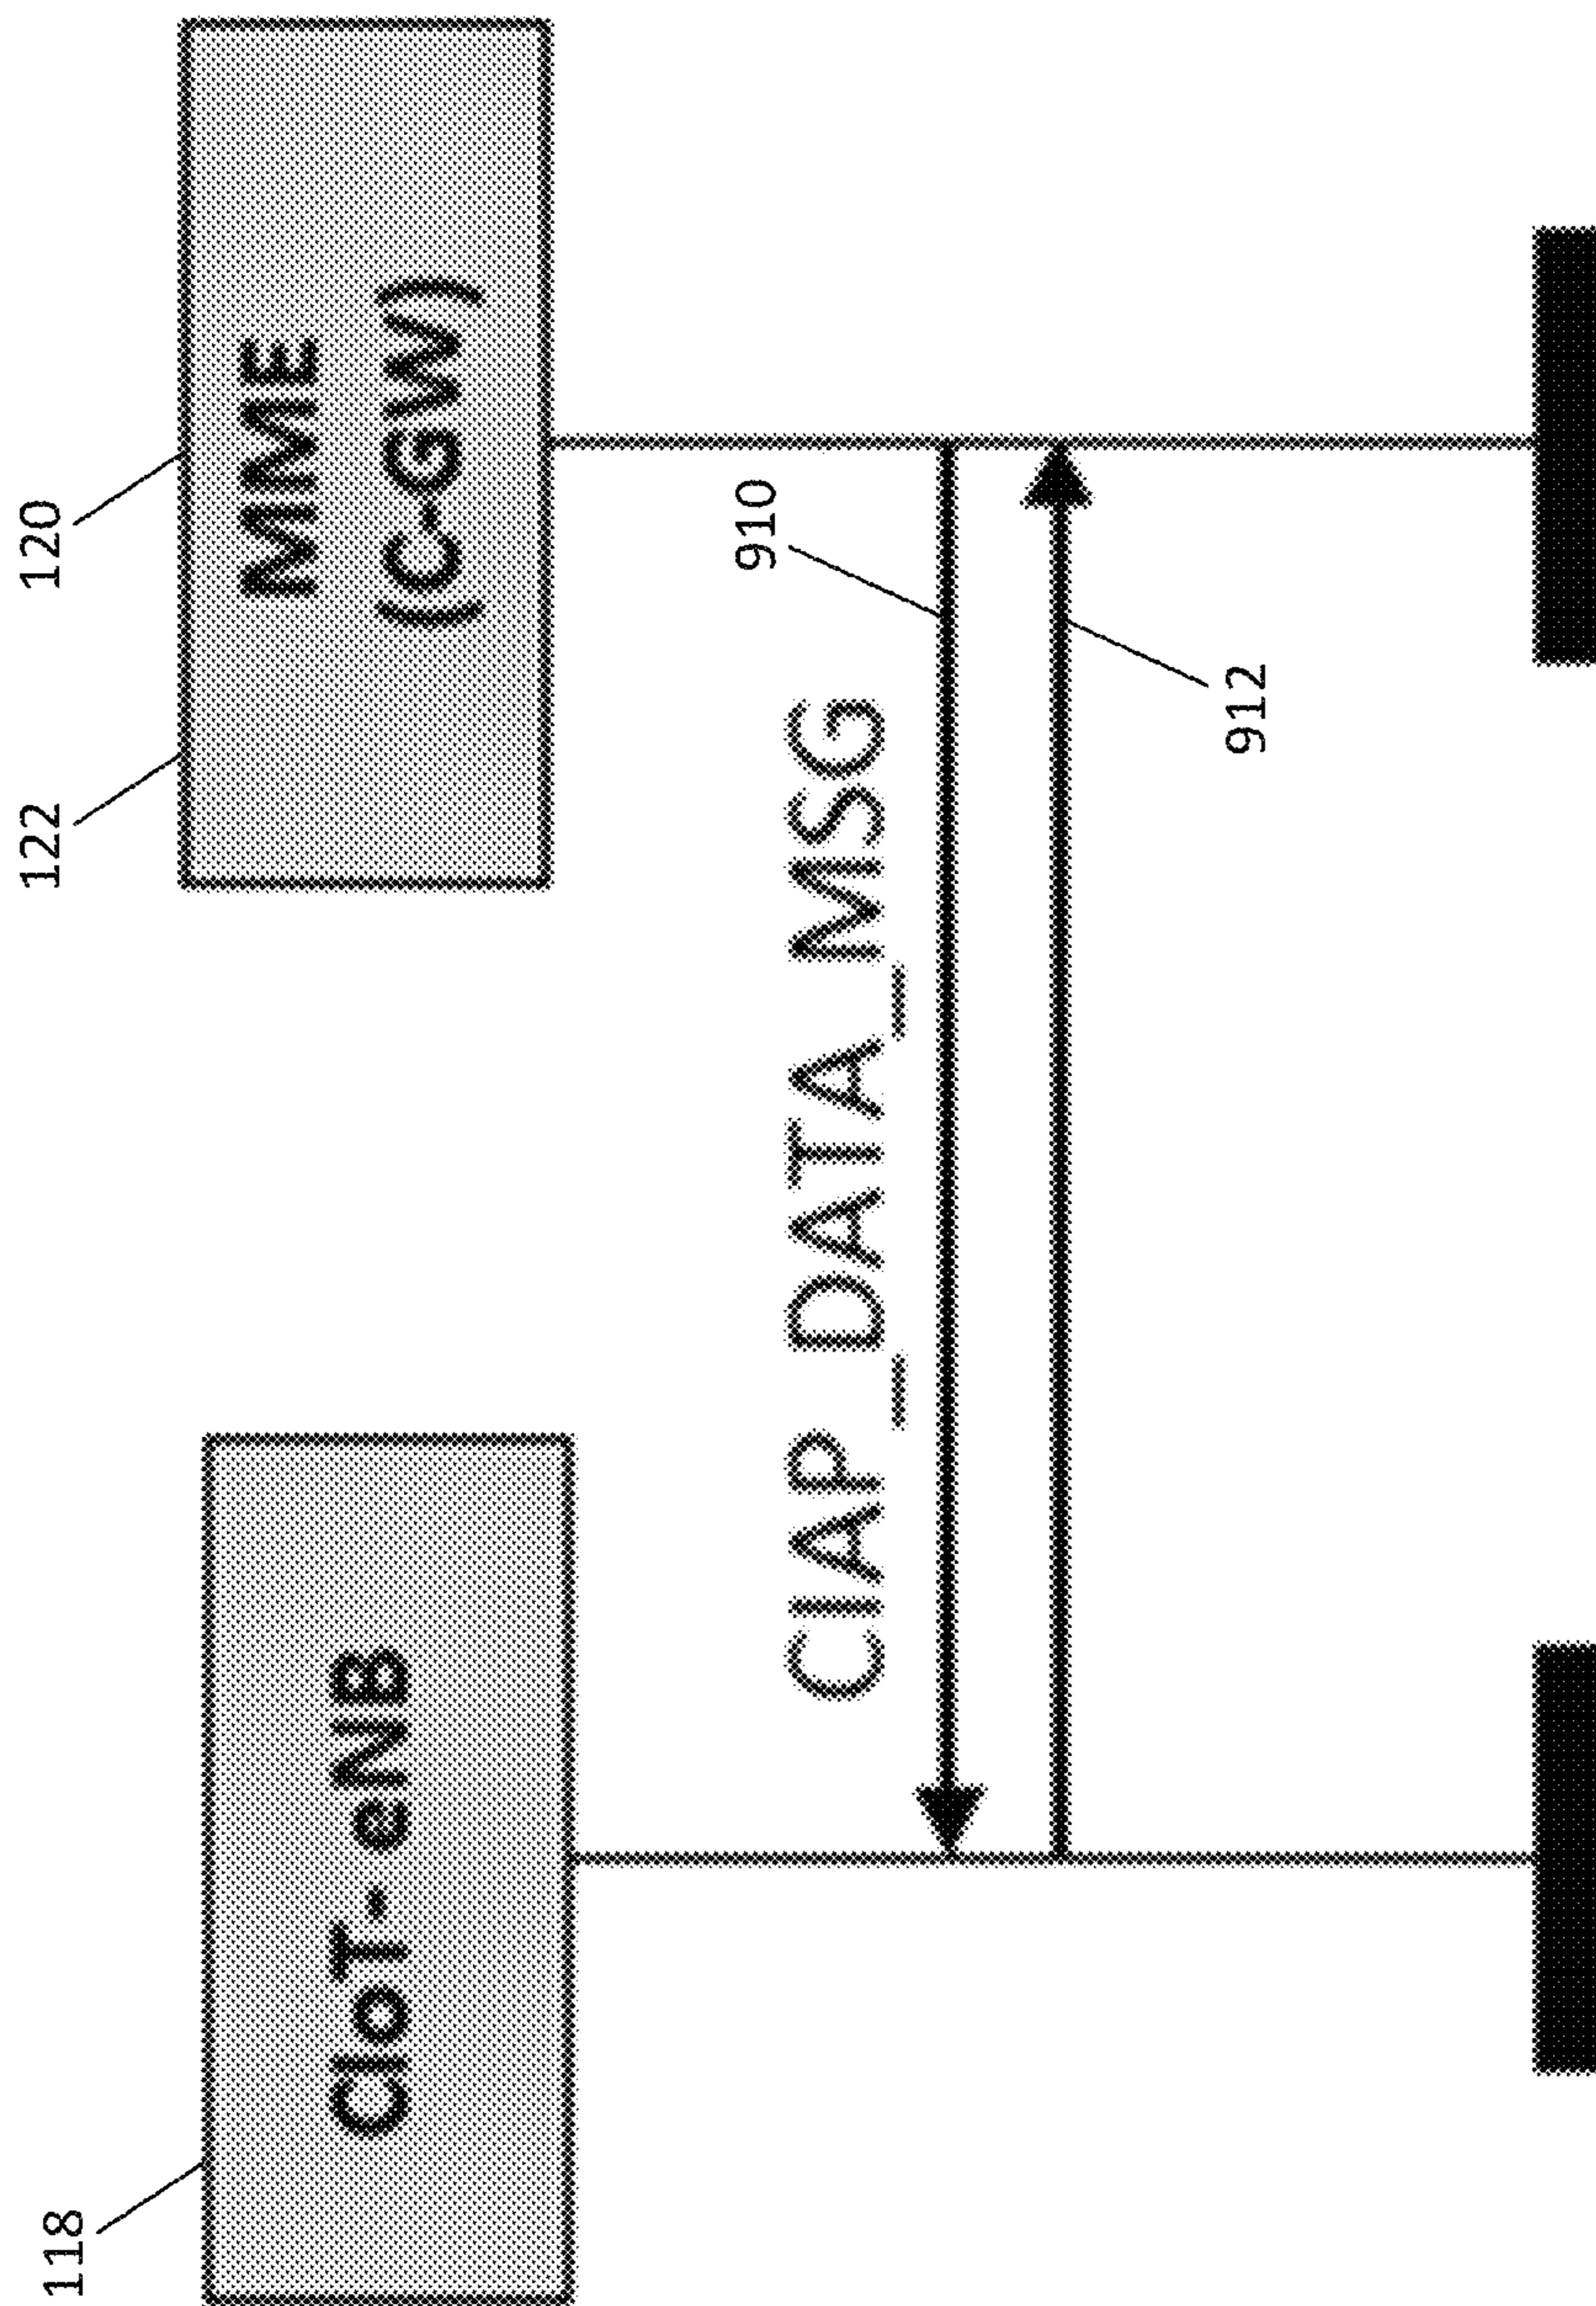 118
CIoT- eNB
122
120
MME
(C-GW)
CIAP_DATA_MSG
910
912